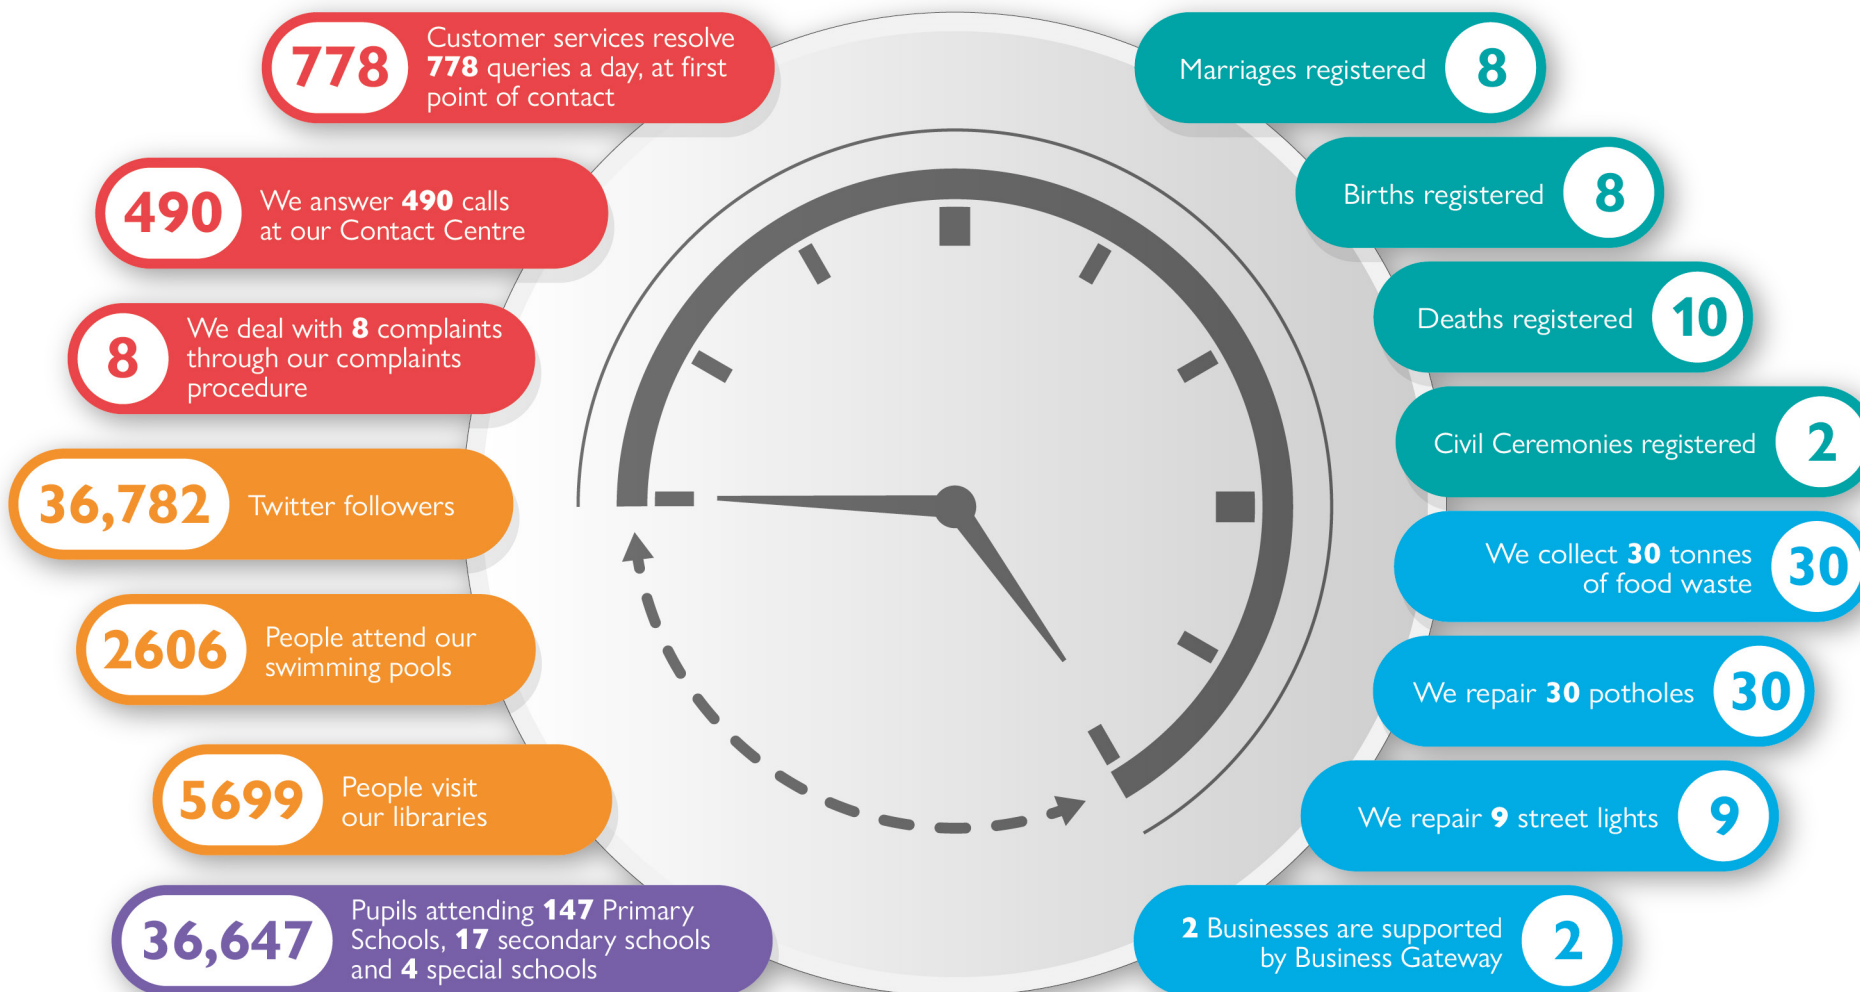 778
Customer services resolve
778 queries a day, at first
point of contact
490
We answer 490 calls
at our Contact Centre
8
We deal with 8 complaints
through our complaints
procedure
36,782
Twitter followers
2606
People attend our
swimming pools
5699
People visit
our libraries
36,647
Pupils attending 147 Primary
Schools, 17 secondary schools
and 4 special schools
Marriages registered
8
Births registered
8
Deaths registered
10
Civil Ceremonies registered
2
We collect 30 tonnes
of food waste
30
We repair 30 potholes
30
We repair 9 street lights
9
2 Businesses are supported
by Business Gateway
2